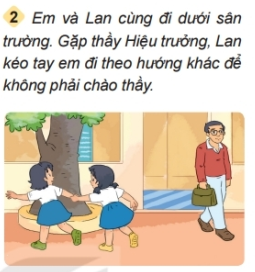 2 Em và Lan cùng đi dưới sân
trường. Gặp thầy Hiệu trưởng, Lan
kéo tay em đi theo hướng khác để
không phải chào thầy.